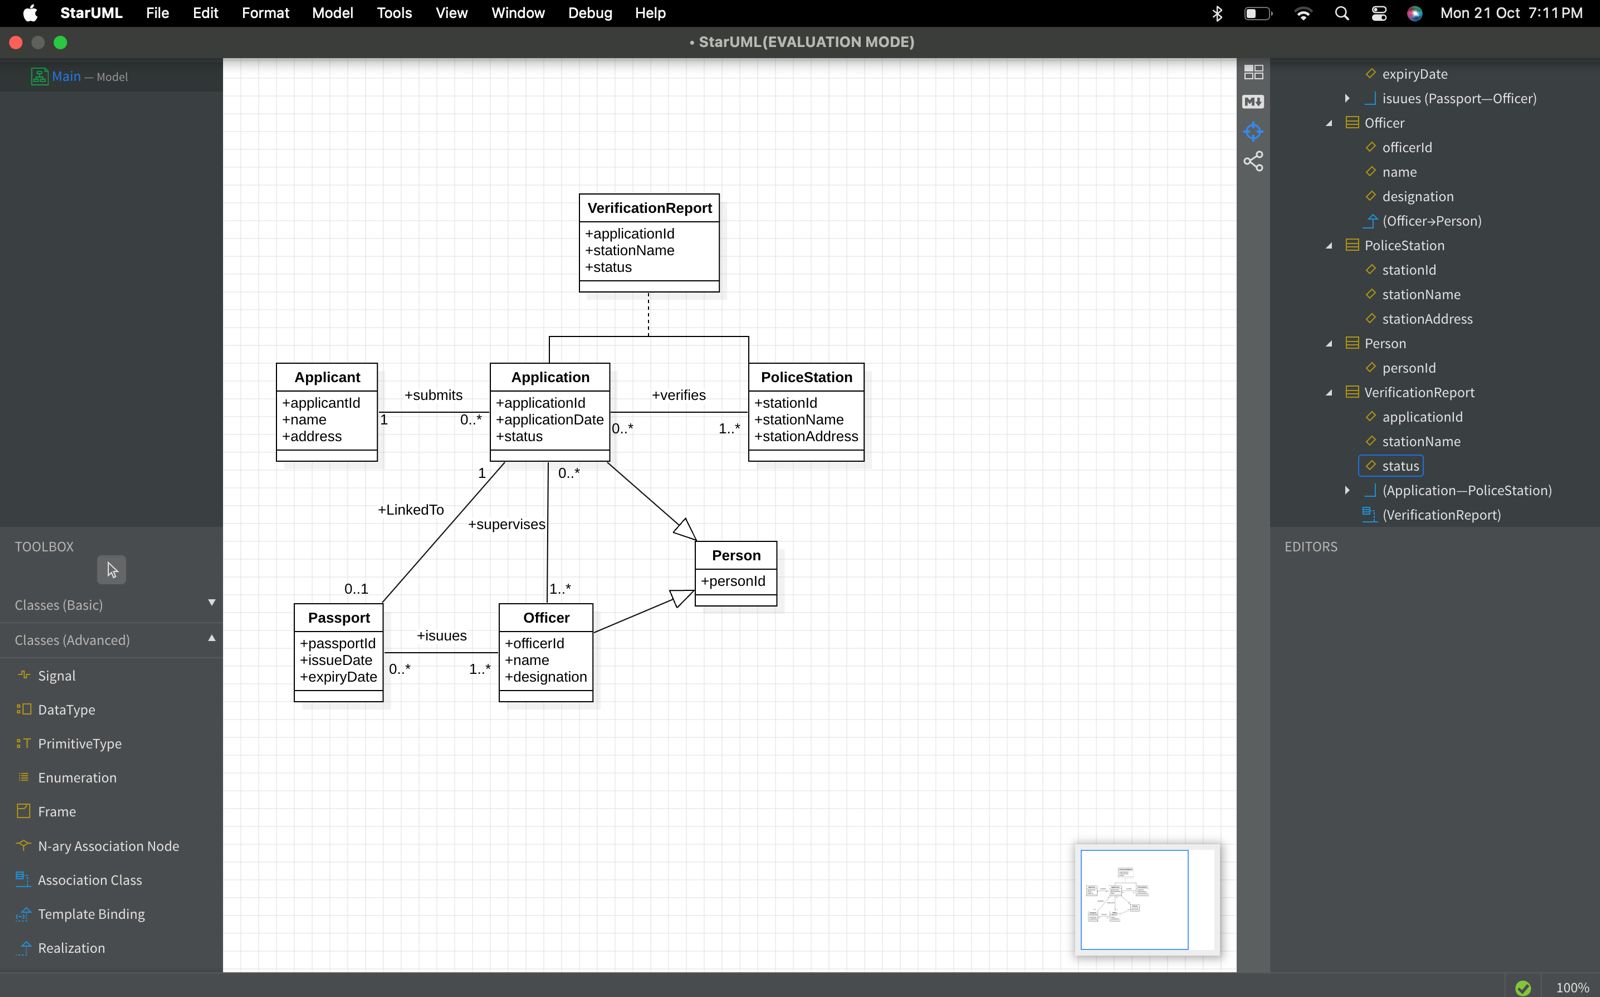 StarUML File Edit Format Model Tools View Window Debug Help Mon 21 Oct 7:11 PM
• StarUML(EVALUATION MODE)
Main — Model
TOOLBOX
Classes (Basic)
Classes (Advanced)
Signal
DataType
PrimitiveType
Enumeration
Frame
N-ary Association Node
Association Class
Template Binding
Realization
VerificationReport
+applicationId
+stationName
+status
Applicant
+applicantId
+name
+address
+submits
1
0..*
Application
+applicationId
+applicationDate
+status
+verifies
0..*
1..*
PoliceStation
+stationId
+stationName
+stationAddress
1
0..*
+LinkedTo
+supervises
0..1
1..*
Person
+personId
Passport
+passportId
+issueDate
+expiryDate
+isuues
0..*
1..*
Officer
+officerId
+name
+designation
M
expiryDate
isuues (Passport—Officer)
Officer
officerId
name
designation
(Officer→Person)
PoliceStation
stationId
stationName
stationAddress
Person
personId
VerificationReport
applicationId
stationName
status
(Application—PoliceStation)
(VerificationReport)
EDITORS
100%